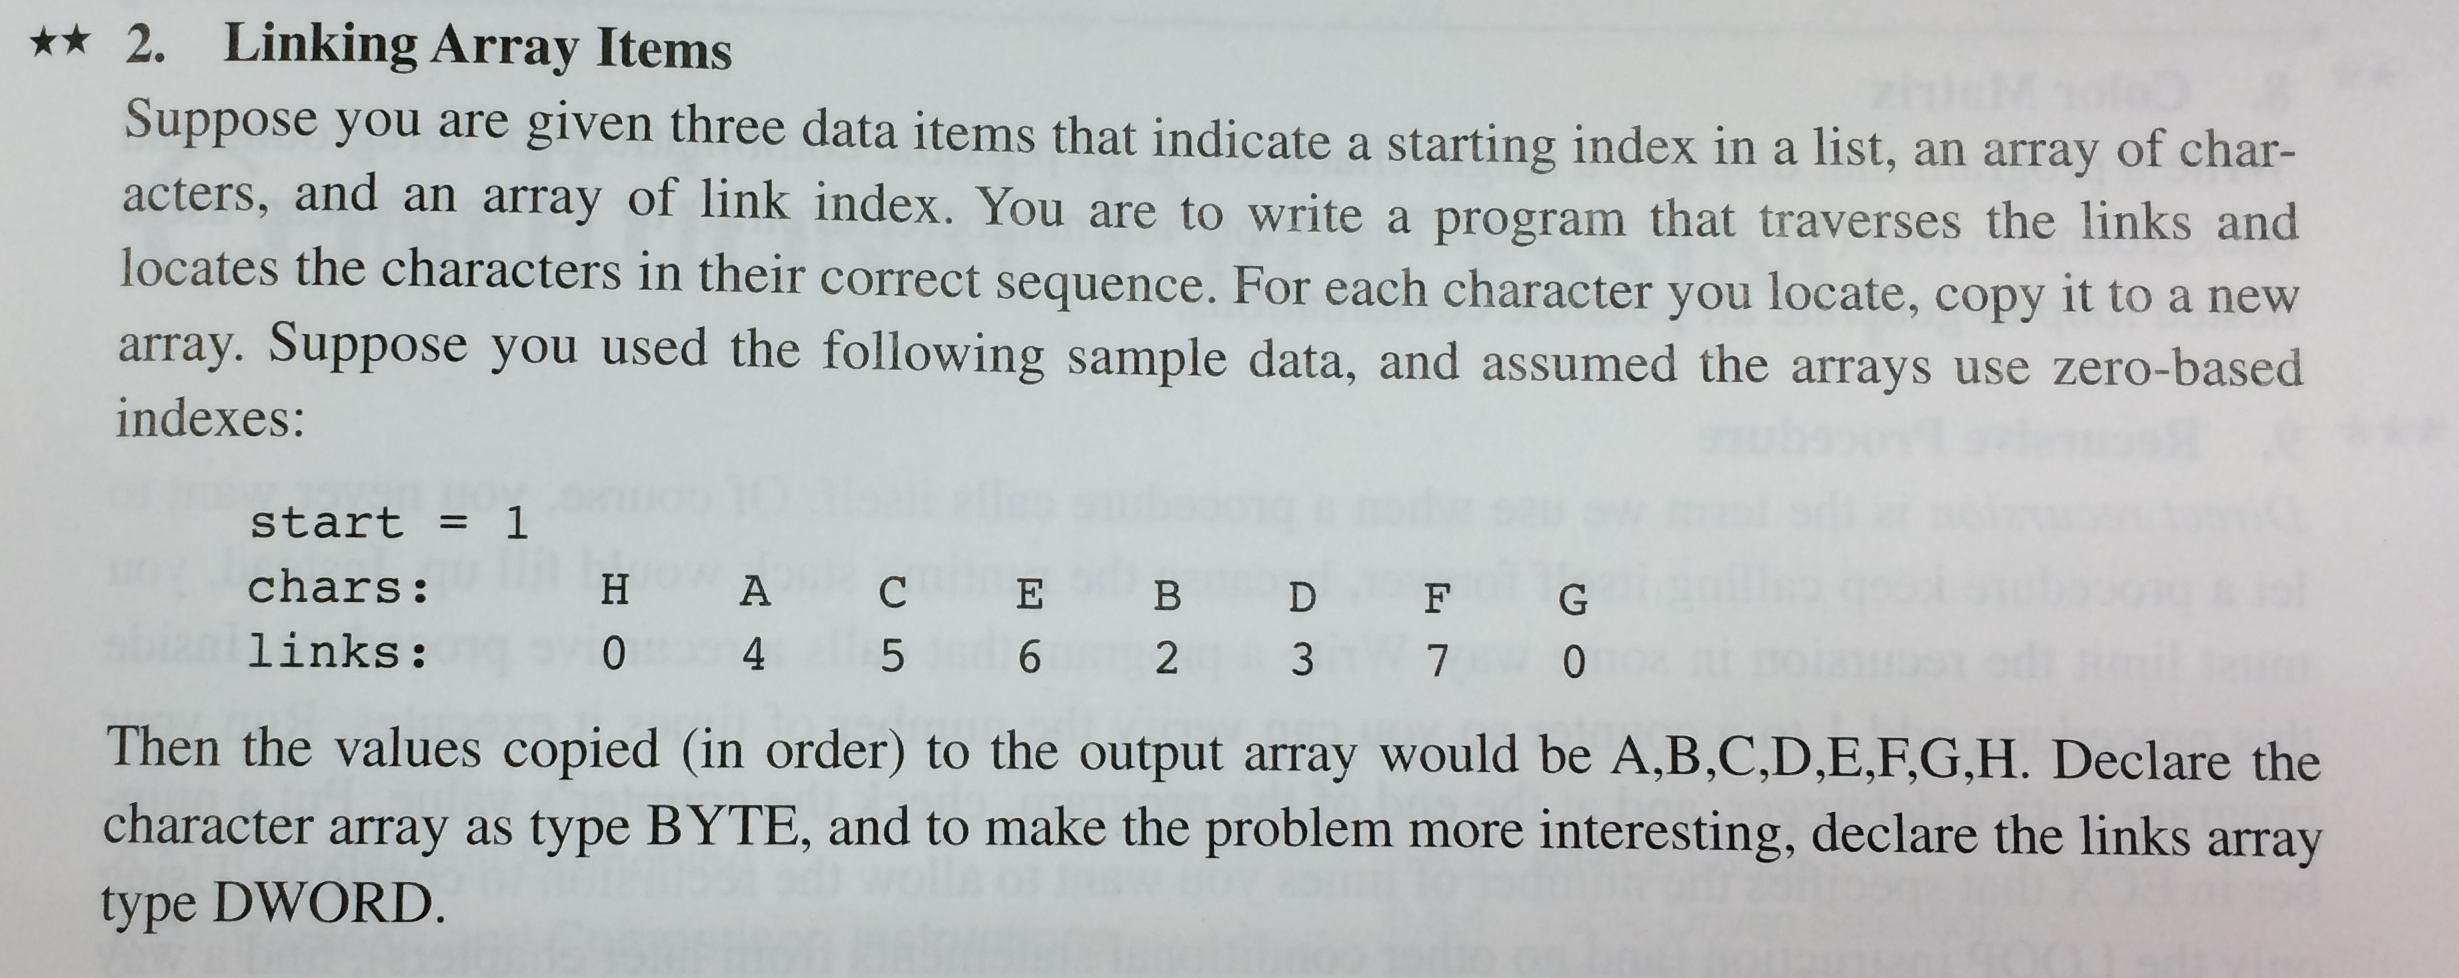 ★★ 2. Linking Array Items
Suppose you are given three data items that indicate a starting index in a list, an array of char-
acters, and an array of link index. You are to write a program that traverses the links and
locates the characters in their correct sequence. For each character you locate, copy it to a new
array. Suppose you used the following sample data, and assumed the arrays use zero-based
indexes:
start = 1
chars: H A C E B D F G
links: 0 4 5 6 2 3 7 0
Then the values copied (in order) to the output array would be A,B,C,D,E,F,G,H. Declare the
character array as type BYTE, and to make the problem more interesting, declare the links array
type DWORD.